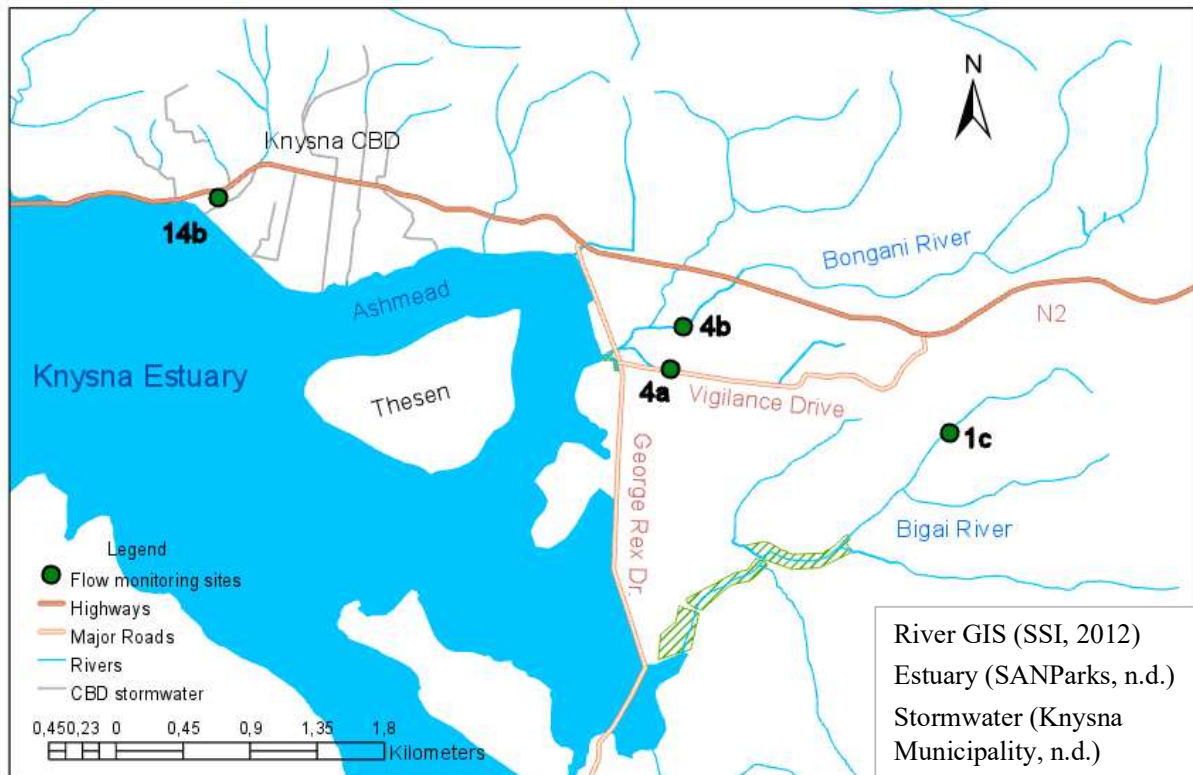 N
Knysna CBD
14b
Bongani River
Ashmead
N2
4b
Knysna Estuary
Thesen
4a
Vigilance Drive
1c
George Rex Dr.
Bigai River
Legend
Flow monitoring sites
Highways
Major Roads
Rivers
CBD stormwater
0,45 0,23 0 0,45 0,9 1,35 1,8
Kilometers
River GIS (SSI, 2012)
Estuary (SANParks, n.d.)
Stormwater (Knysna
Municipality, n.d.)